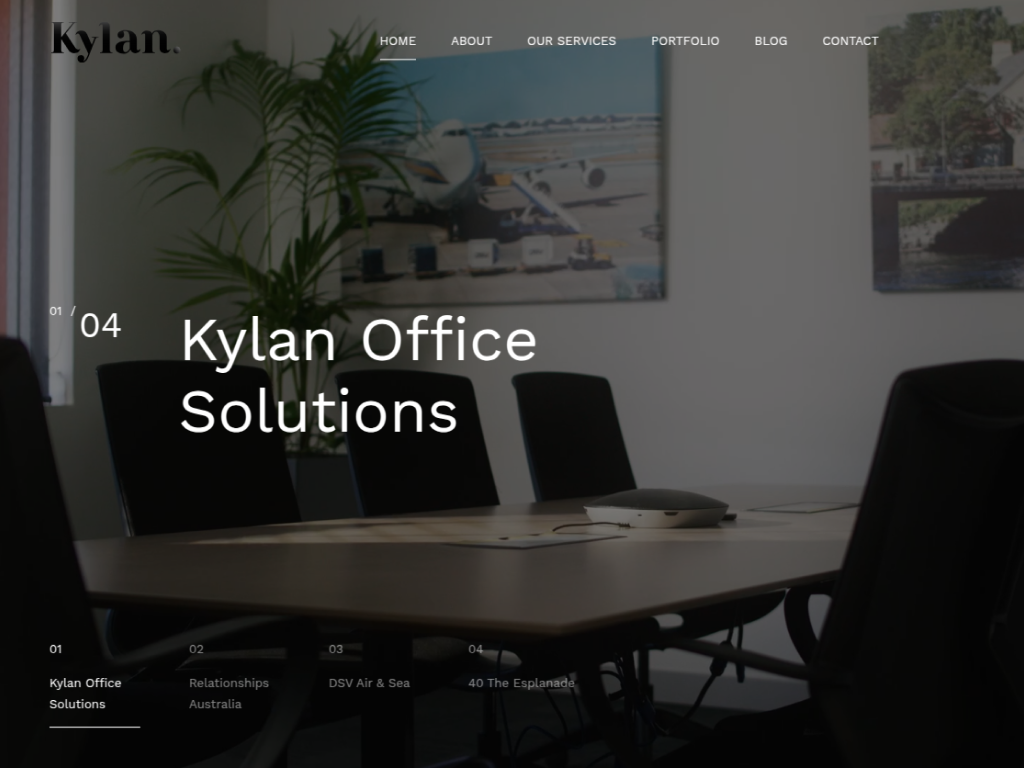 Kylan.
HOME ABOUT OUR SERVICES PORTFOLIO BLOG CONTACT
01 / 04
Kylan Office
Solutions
01 02 03 04
Kylan Office Relationships DSV Air & Sea 40 The Esplanade
Solutions Australia